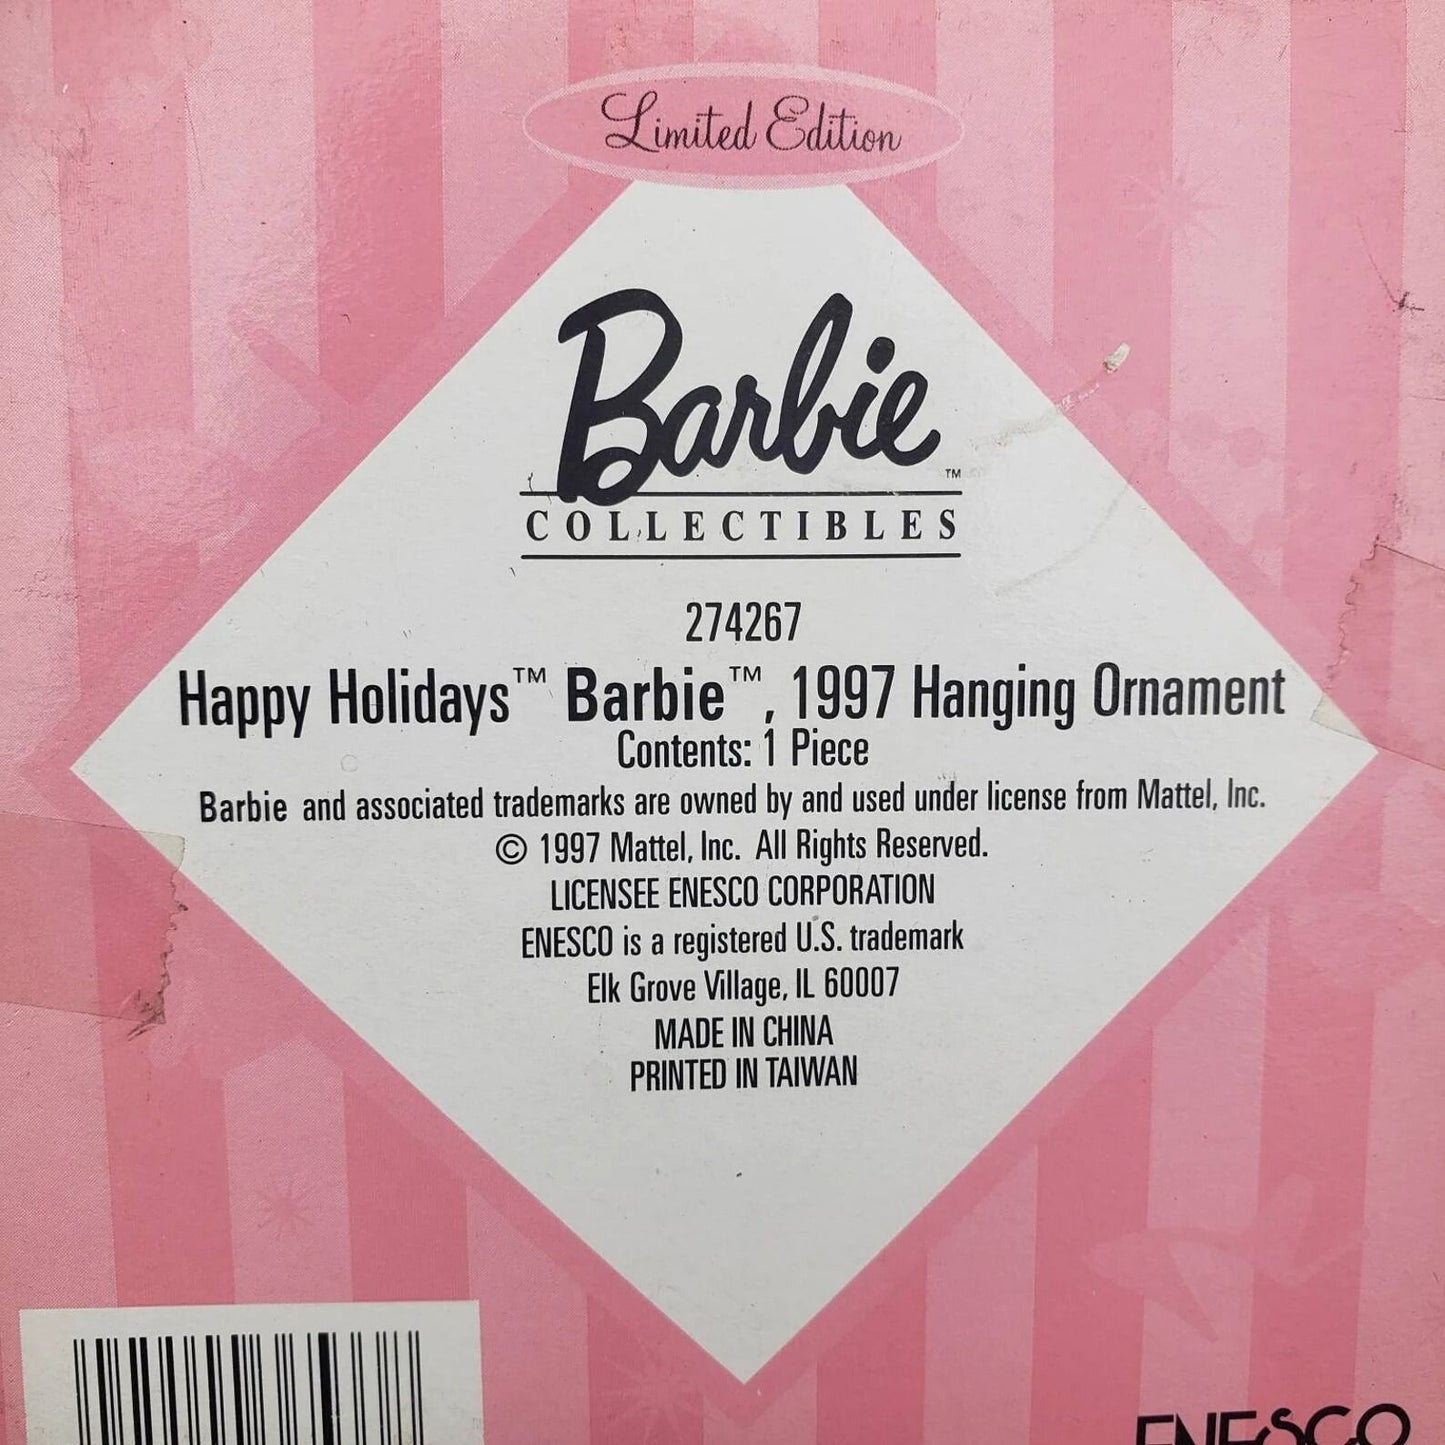 Limited Edition
Barbie™
COLLECTIBLES
274267
Happy Holidays™ Barbie™, 1997 Hanging Ornament
Contents: 1 Piece
Barbie and associated trademarks are owned by and used under license from Mattel, Inc.
© 1997 Mattel, Inc. All Rights Reserved.
LICENSEE ENESCO CORPORATION
ENESCO is a registered U.S. trademark
Elk Grove Village, IL 60007
MADE IN CHINA
PRINTED IN TAIWAN
ENESCO